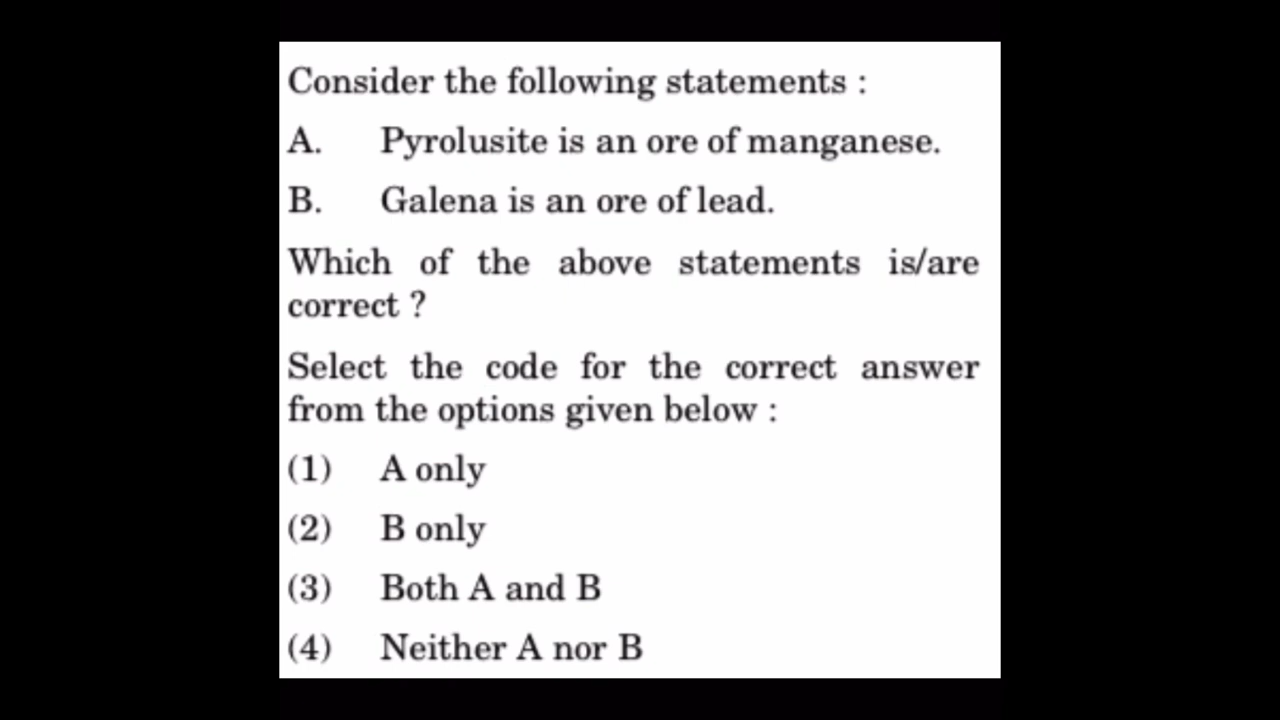 Consider the following statements :
A. Pyrolusite is an ore of manganese.
B. Galena is an ore of lead.
Which of the above statements is/are
correct ?
Select the code for the correct answer
from the options given below :
(1) A only
(2) B only
(3) Both A and B
(4) Neither A nor B